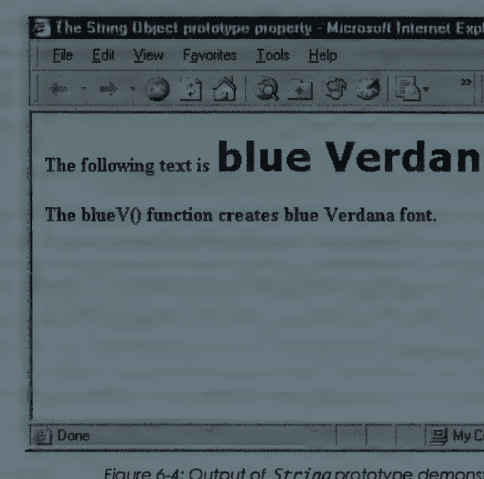 The String Object prototype property - Microsoft Internet Expl
File Edit View Favorites Tools Help
»
The following text is blue Verdan
The blueV() function creates blue Verdana font.
Done
My C
Figure 6-4: Output of String prototype demons